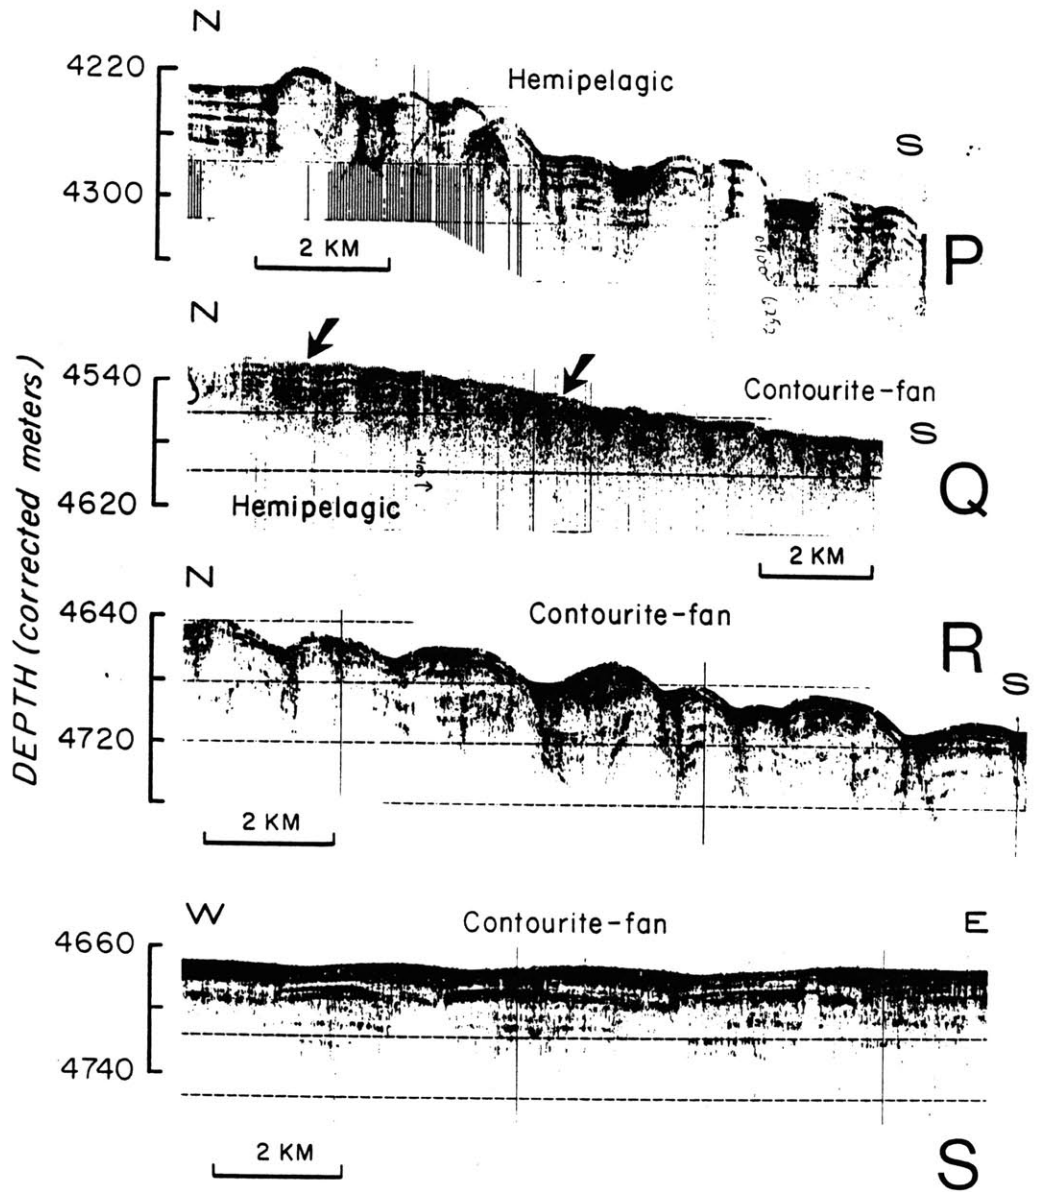 N
4220
Hemipelagic
S
4300
2 KM
P
N
DEPTH (corrected meters)
4540
Contourite-fan
S
4620
Hemipelagic
Q
2 KM
N
4640
Contourite-fan
R
S
4720
2 KM
W
Contourite-fan
E
4660
4740
2 KM
S